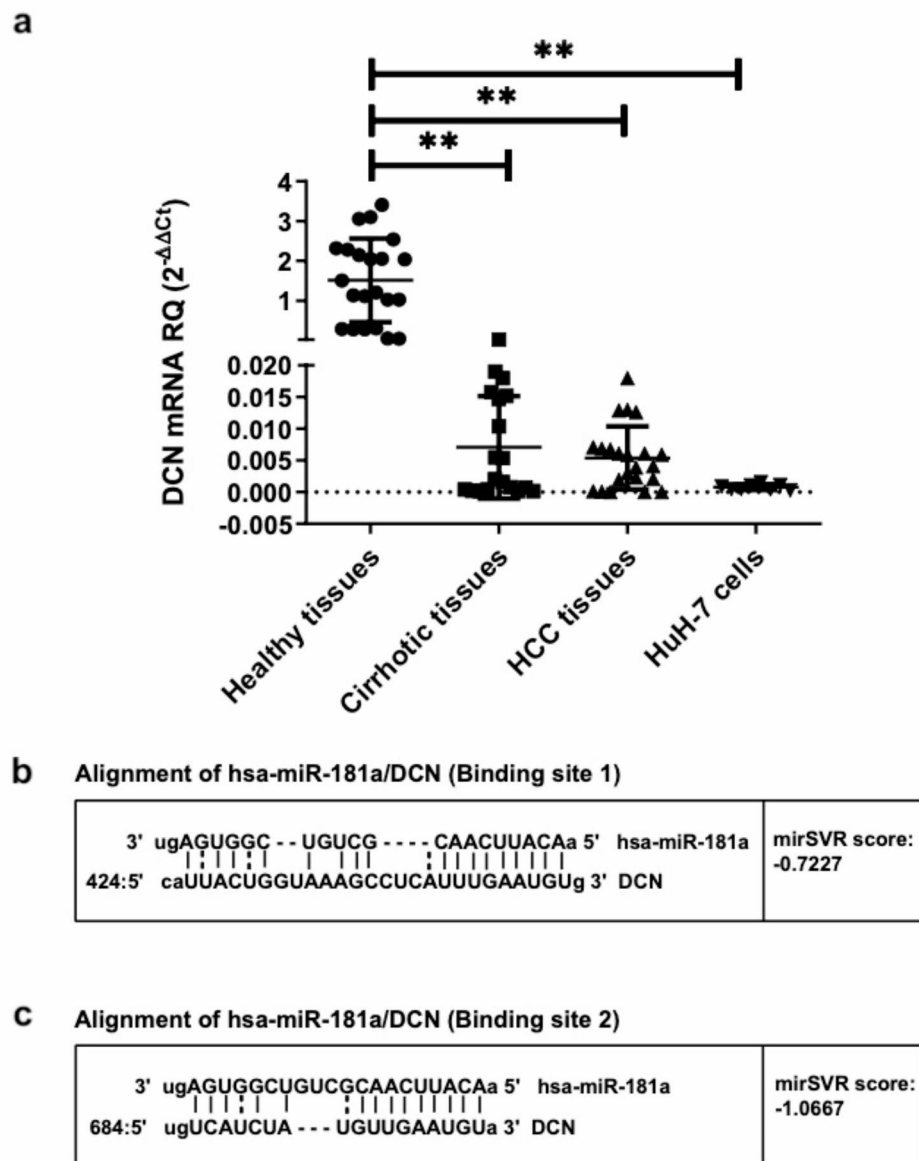 a
**
**
**
DCN mRNA RQ (2-ΔΔCt)
4
3
2
1
0.020
0.015
0.010
0.005
0.000
-0.005
Healthy tissues
Cirrhotic tissues
HCC tissues
HuH-7 cells
b Alignment of hsa-miR-181a/DCN (Binding site 1)
3' ugAGUGGC--UGUCG----CAACUUACAa 5' hsa-miR-181a
424:5' caUUACUGGUAAAGCCUCAUUUGAAUGUg 3' DCN
mirSVR score:
-0.7227
c Alignment of hsa-miR-181a/DCN (Binding site 2)
3' ugAGUGGCUGUCGCAACUUACAa 5' hsa-miR-181a
684:5' ugUCAUCUA---UGUUGAAUGUa 3' DCN
mirSVR score:
-1.0667